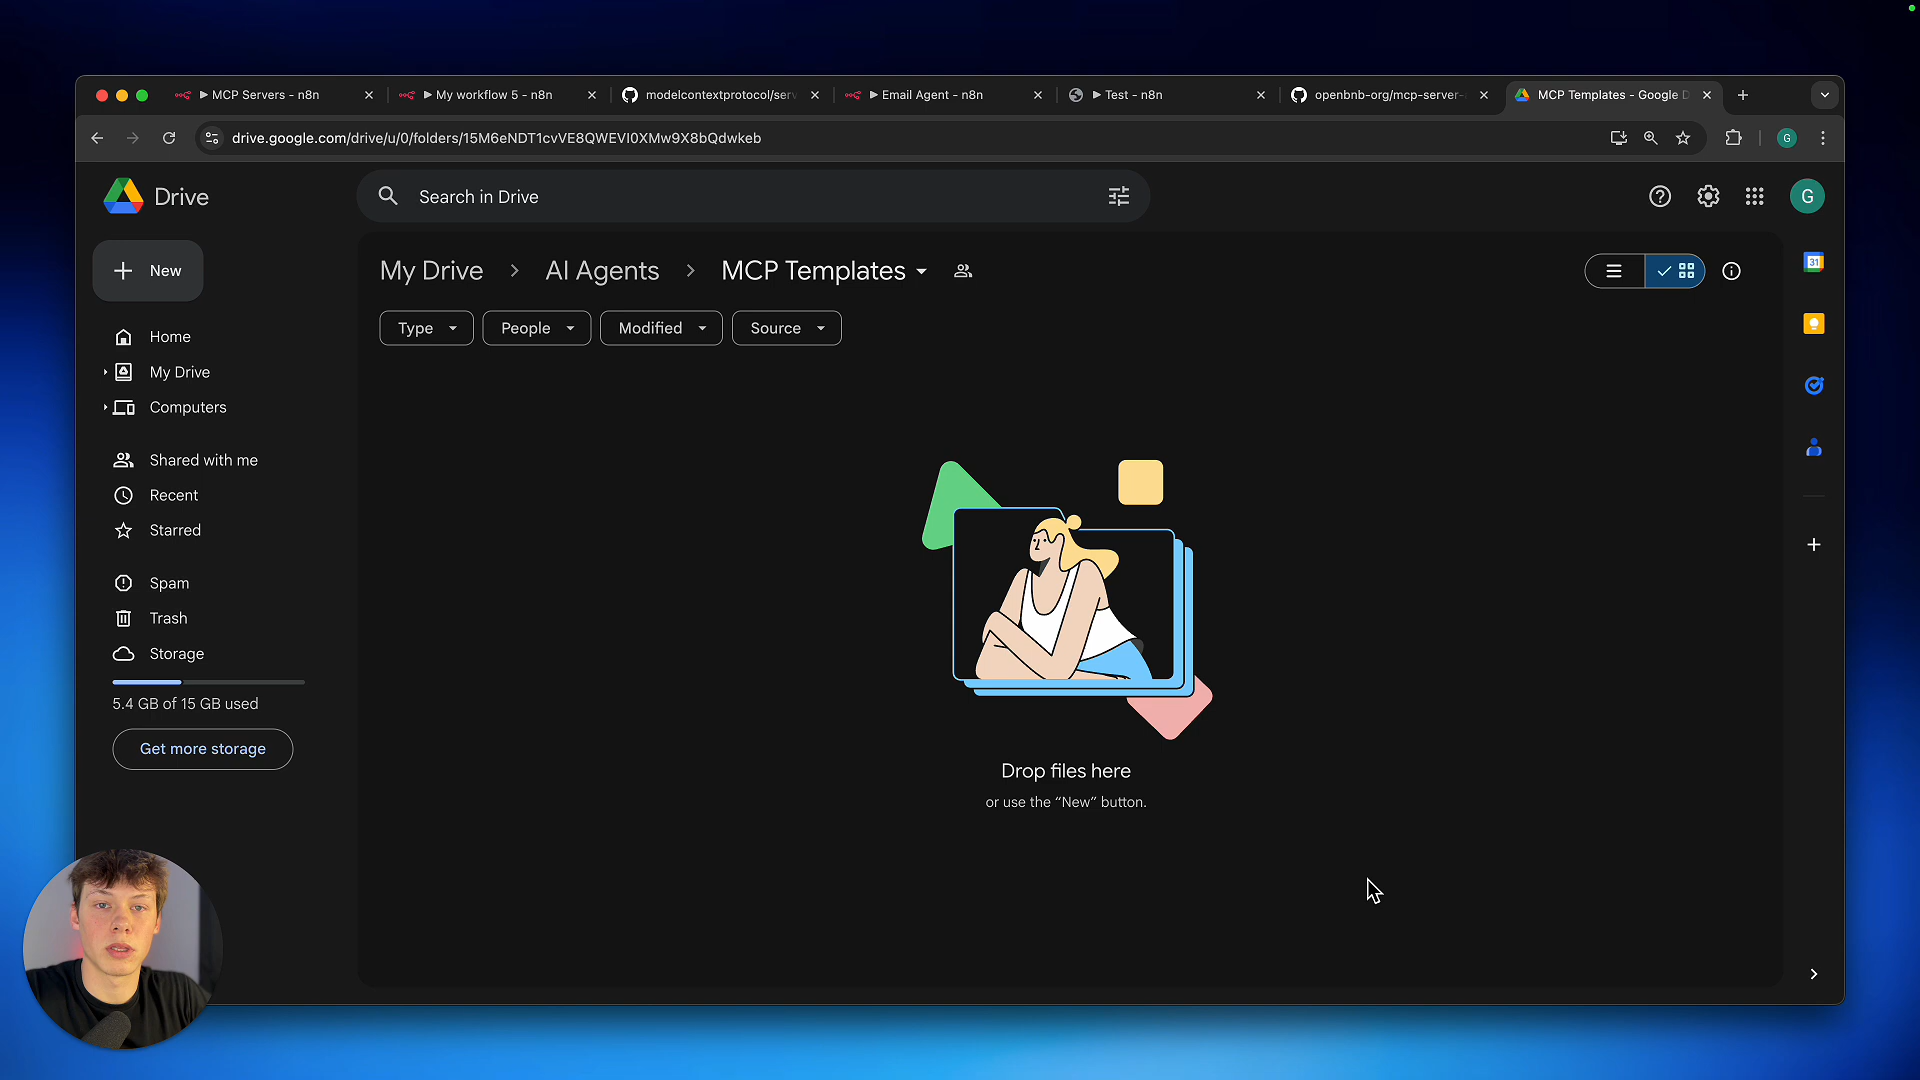 MCP Servers - n8n
My workflow 5 - n8n
modelcontextprotocol/serv
Email Agent - n8n
Test - n8n
openbnb-org/mcp-server-
MCP Templates - Google D
drive.google.com/drive/u/0/folders/15M6eNDT1cvVE8QWEVI0XMw9X8bQdwkeb
G
Drive
Search in Drive
G
New
My Drive > AI Agents > MCP Templates
31
Type
People
Modified
Source
Home
My Drive
Computers
Shared with me
Recent
Starred
Spam
Trash
Storage
5.4 GB of 15 GB used
Get more storage
Drop files here
or use the “New” button.